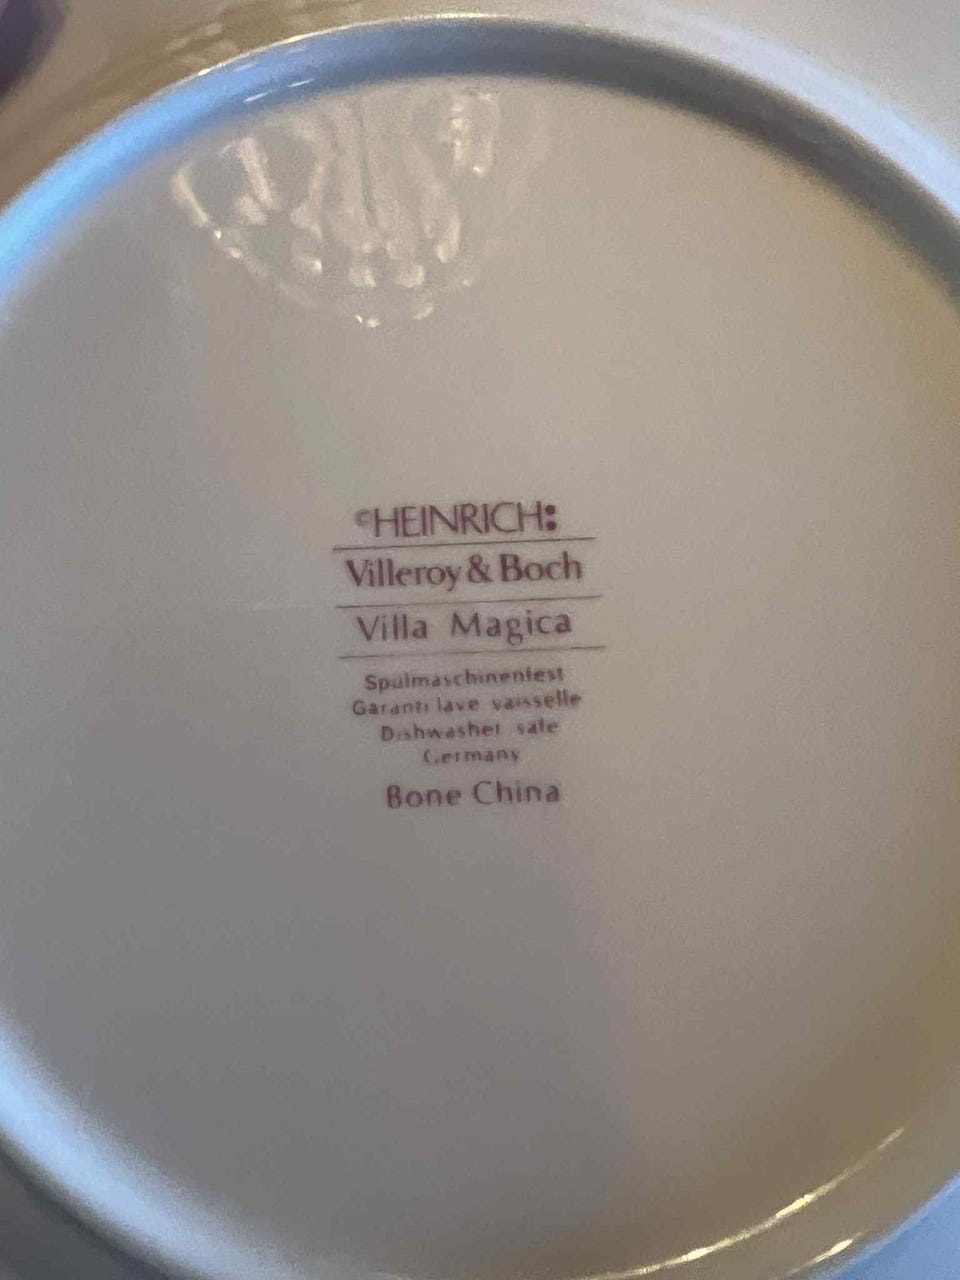 ©HEINRICH:
Villeroy & Boch
Villa Magica
Spülmaschinenfest
Garanti lave vaisselle
Dishwasher safe
Germany
Bone China